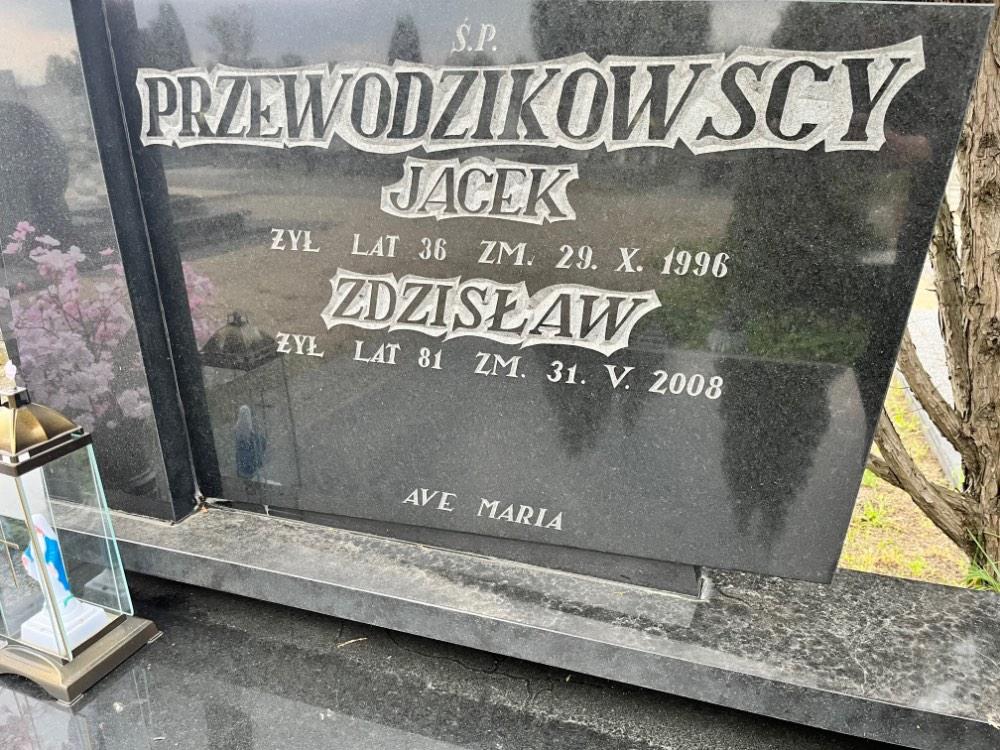 Ś.P.
PRZEWODZIKOWSCY
JACEK
ŻYŁ LAT 36 ZM. 29. X. 1996
ZDZISŁAW
ŻYŁ LAT 81 ZM. 31. V. 2008
AVE MARIA